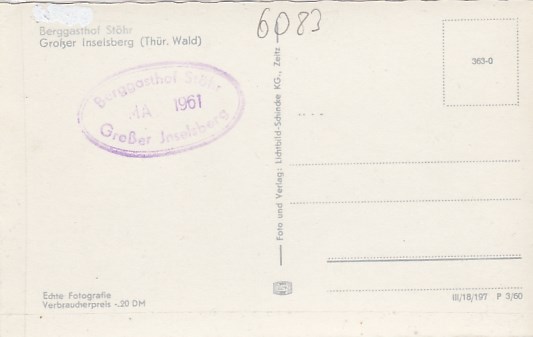 Berggasthof Stöhr
Großer Inselsberg (Thür. Wald)
6083
Berggasthof Stöhr
MA 1961
Großer Inselsberg
363-0
Foto und Verlag: Lichtbild-Schincke KG., Zeitz
Echte Fotografie
Verbraucherpreis -.20 DM
III/18/197 P 3/60